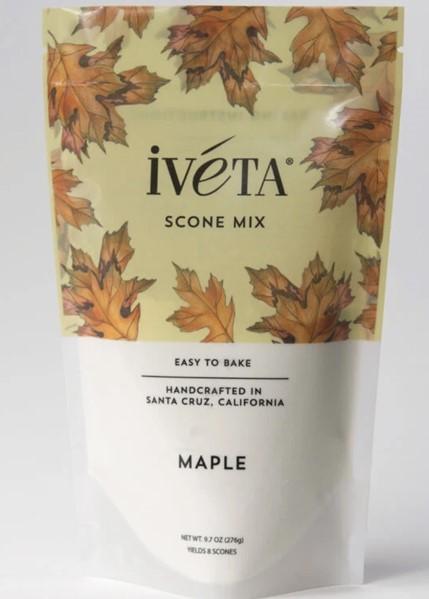 ivéTA®
SCONE MIX
EASY TO BAKE
HANDCRAFTED IN
SANTA CRUZ, CALIFORNIA
MAPLE
NET WT. 9.7 OZ (276g)
YIELDS 8 SCONES